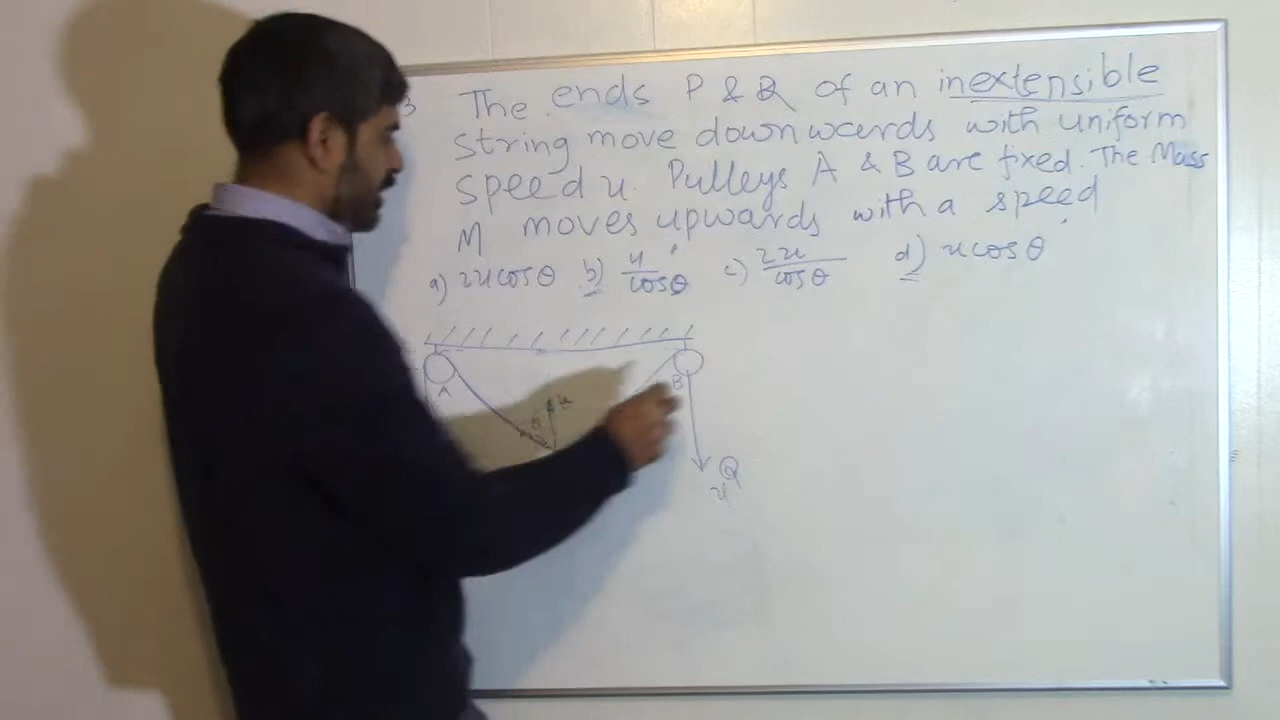 3 The ends P & Q of an inextensible
string move downwards with uniform
speed u. Pulleys A & B are fixed. The Mass
M moves upwards with a speed
a) 2u cos θ b) u/cos θ c) 2u/cos θ d) u cos θ
A B
θ u
Q
u